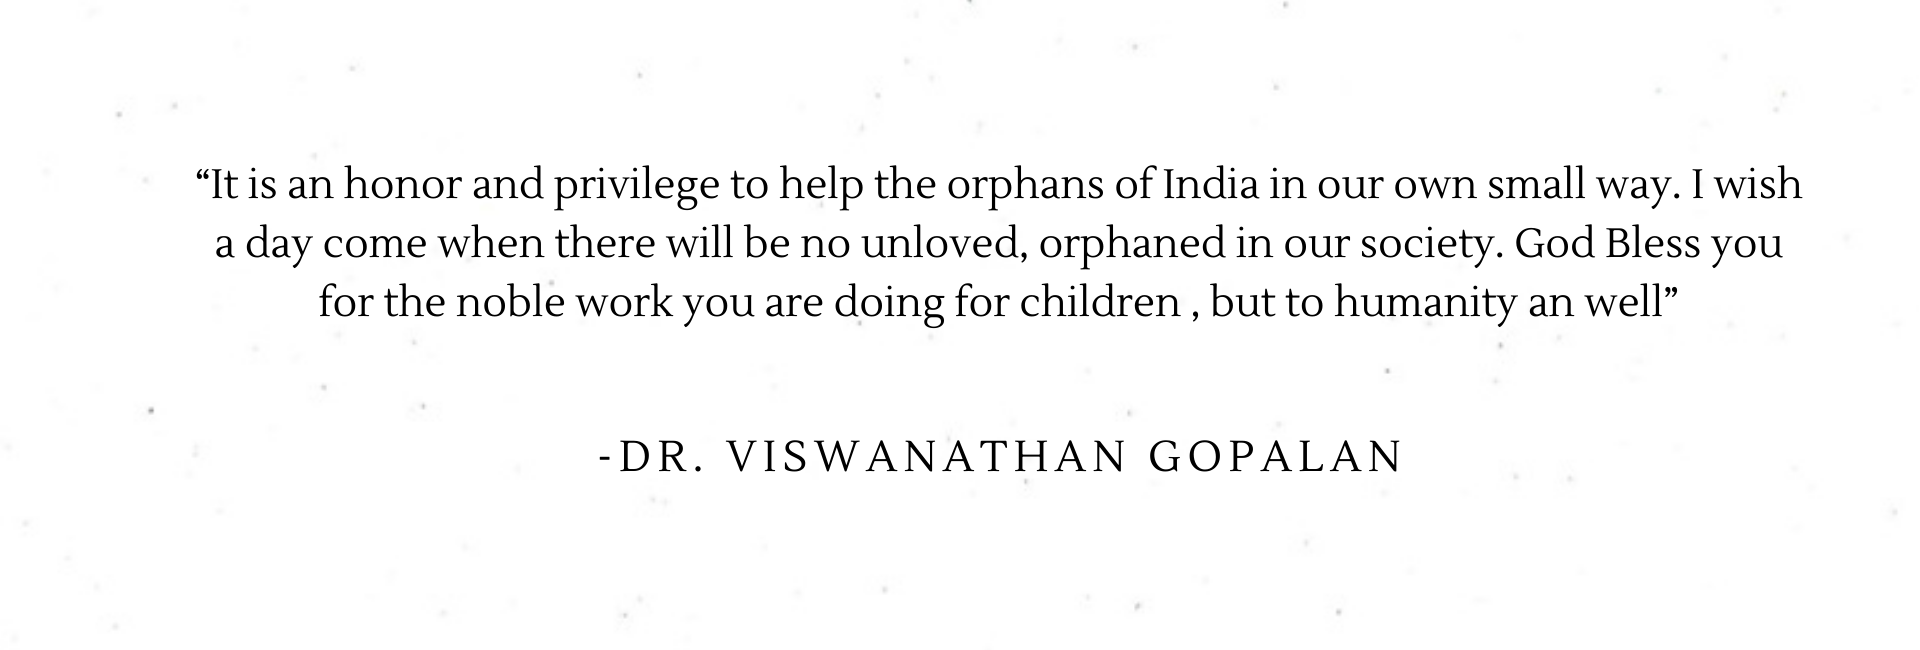 “It is an honor and privilege to help the orphans of India in our own small way. I wish
a day come when there will be no unloved, orphaned in our society. God Bless you
for the noble work you are doing for children , but to humanity an well”
-DR. VISWANATHAN GOPALAN